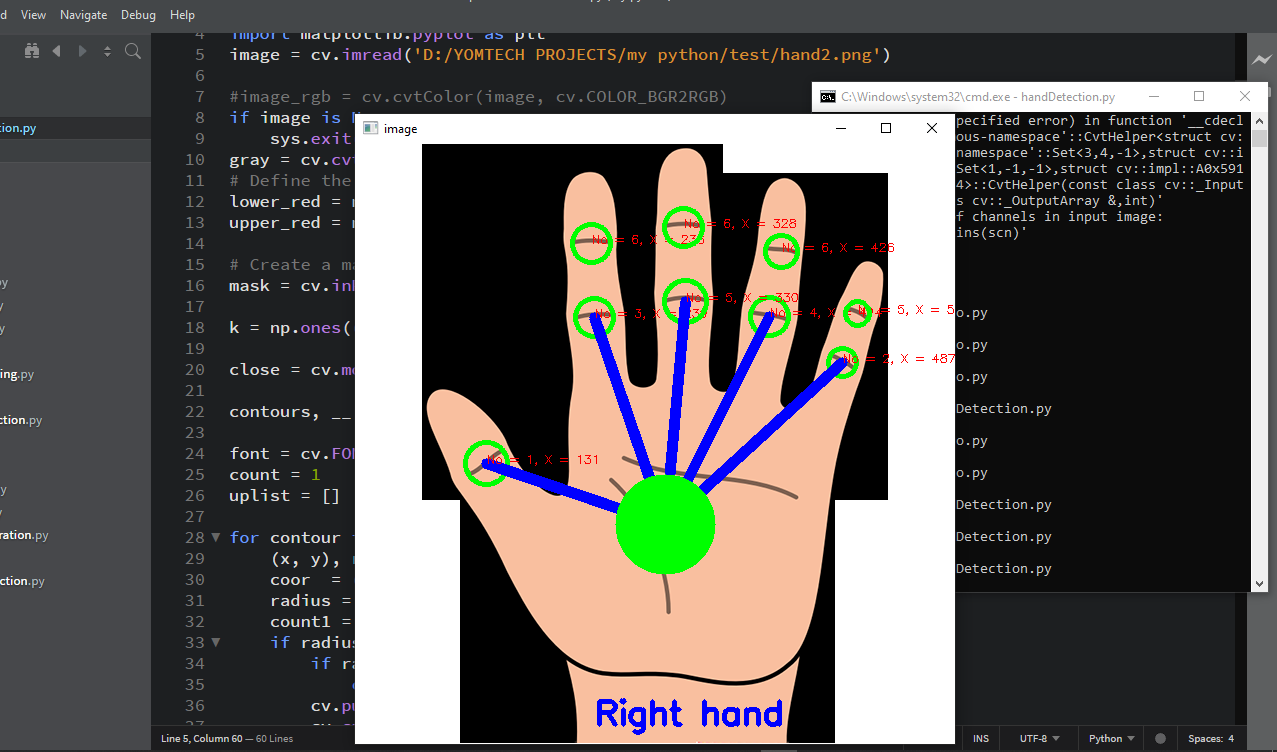 View Navigate Debug Help
4 import matplotlib.pyplot as plt
5 image = cv.imread('D:/YOMTECH PROJECTS/my python/test/hand2.png')
6
7 #image_rgb = cv.cvtColor(image, cv.COLOR_BGR2RGB)
8 if image is
9 sys.exit
10 gray = cv.cv
11 # Define the
12 lower_red =
13 upper_red =
14
15 # Create a
16 mask = cv.in
17
18 k = np.ones(
19
20 close = cv.mo
21
22 contours, __
23
24 font = cv.FO
25 count = 1
26 uplist = []
27
28 for contour
29 (x, y),
30 coor =
31 radius =
32 count1 =
33 if radius
34 if
35
36 cv.pu
37
ion.py
y
y
y
ing.py
ction.py
y
y
ration.py
ction.py
image
No = 6, X = 328
No = 6, X = 235
No = 6, X = 426
No = 5, X = 330
No = 5, X = 5
No = 3, X =
No = 4, X =
No = 2, X = 487
No = 1, X = 131
Right hand
C:\Windows\system32\cmd.exe - handDetection.py
pecified error) in function '__cdecl
ous-namespace'::CvtHelper<struct cv:
namespace'::Set<3,4,-1>,struct cv::i
Set<1,-1,-1>,struct cv::impl::A0x591
4>::CvtHelper(const class cv::_Input
s cv::_OutputArray &,int)'
f channels in input image:
ins(scn)'
o.py
o.py
o.py
Detection.py
o.py
o.py
Detection.py
Detection.py
Detection.py
Line 5, Column 60 — 60 Lines
INS UTF-8 Python Spaces: 4